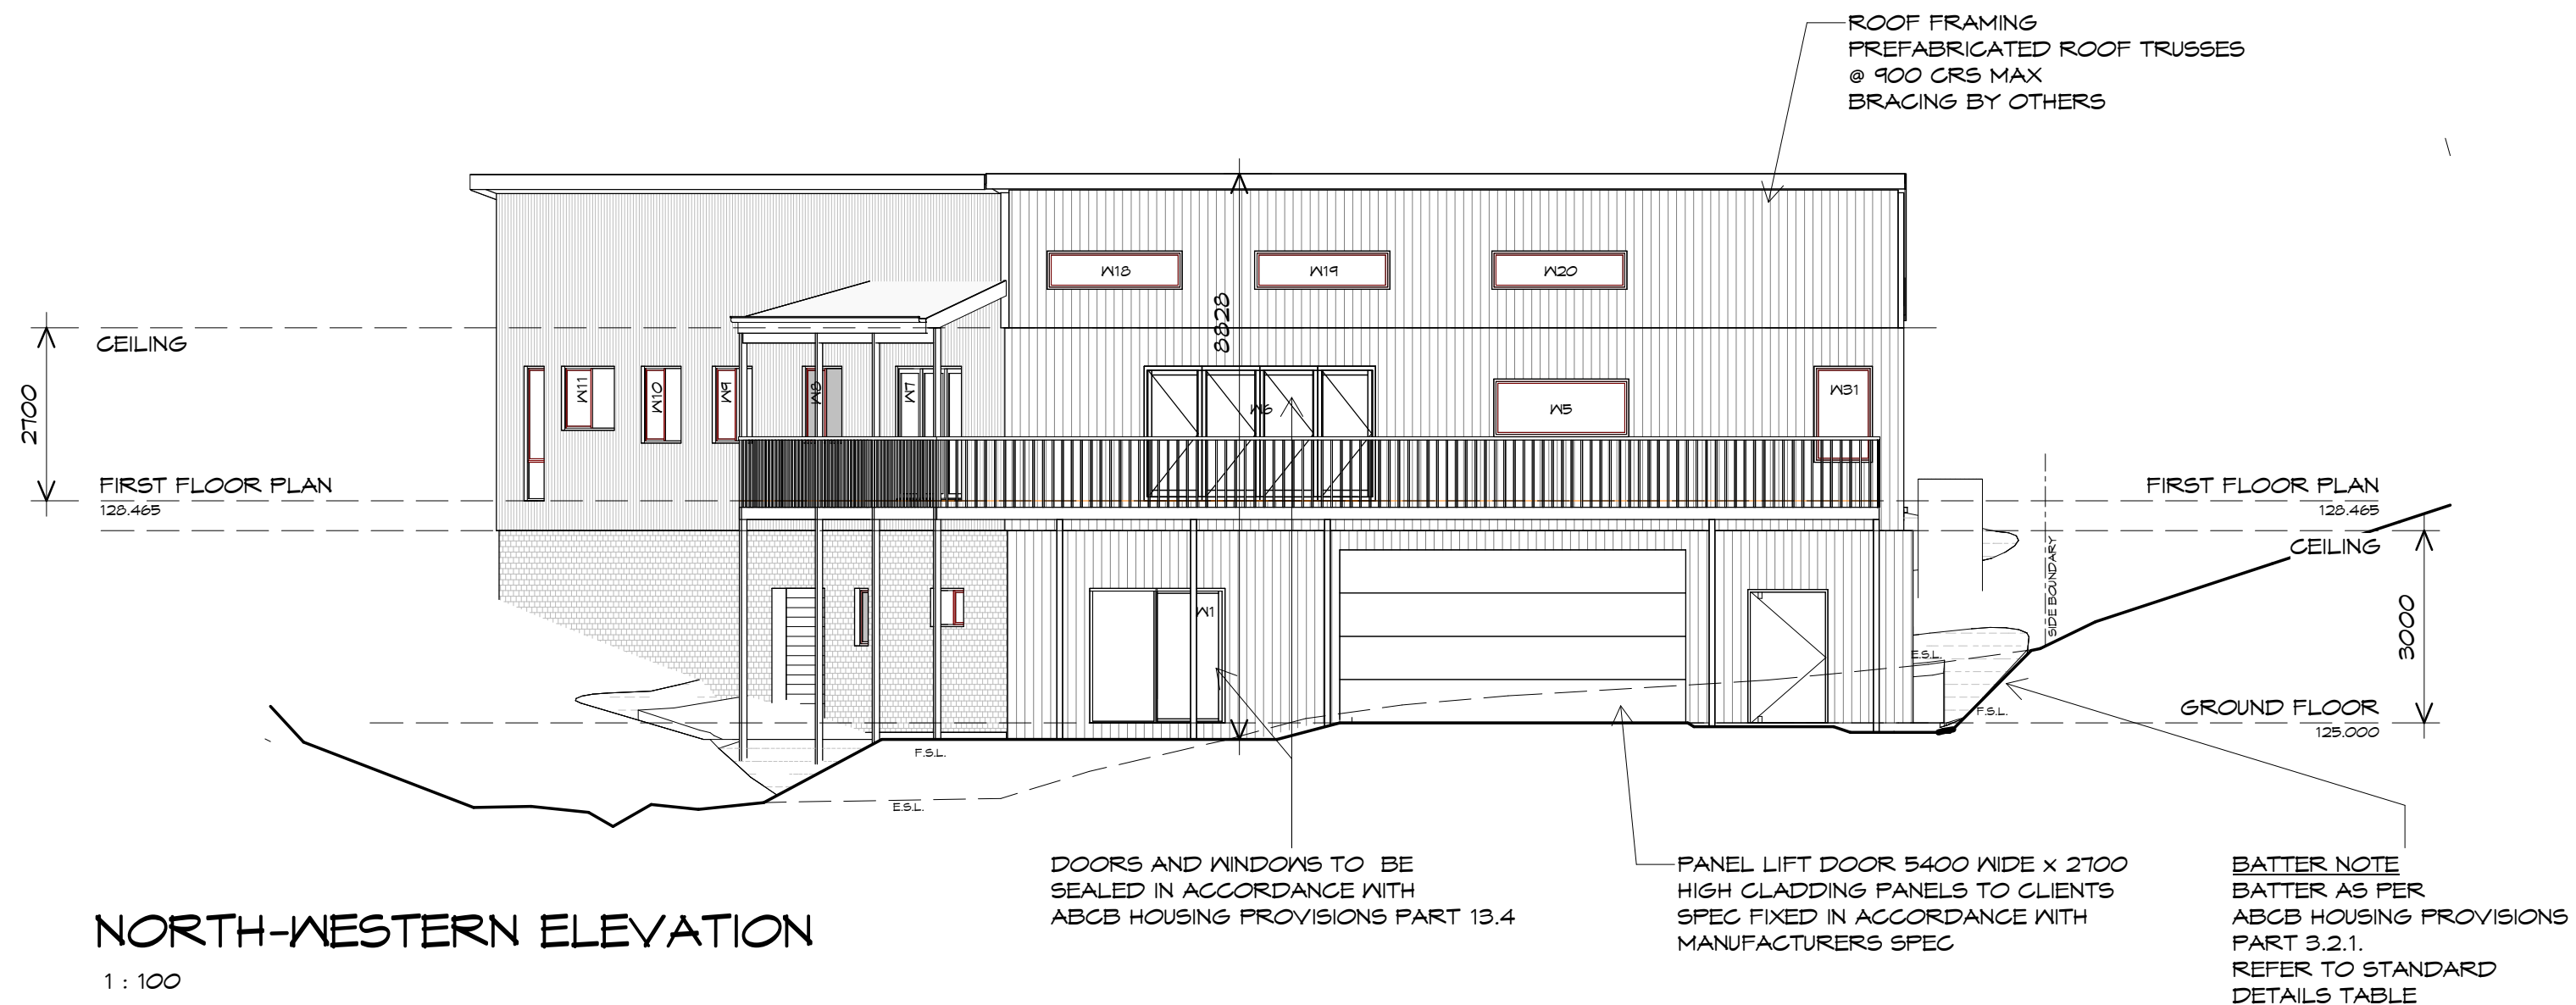 ROOF FRAMING
PREFABRICATED ROOF TRUSSES
@ 900 CRS MAX
BRACING BY OTHERS
W18
W19
W20
8828
CEILING
2700
W11
W10
W9
W8
W7
W6
W5
W31
FIRST FLOOR PLAN
128.465
FIRST FLOOR PLAN
128.465
CEILING
SIDE BOUNDARY
3000
W1
E.S.L.
F.S.L.
GROUND FLOOR
125.000
F.S.L.
E.S.L.
DOORS AND WINDOWS TO BE
SEALED IN ACCORDANCE WITH
ABCB HOUSING PROVISIONS PART 13.4
PANEL LIFT DOOR 5400 WIDE x 2700
HIGH CLADDING PANELS TO CLIENTS
SPEC FIXED IN ACCORDANCE WITH
MANUFACTURERS SPEC
BATTER NOTE
BATTER AS PER
ABCB HOUSING PROVISIONS
PART 3.2.1.
REFER TO STANDARD
DETAILS TABLE
NORTH-WESTERN ELEVATION
1 : 100